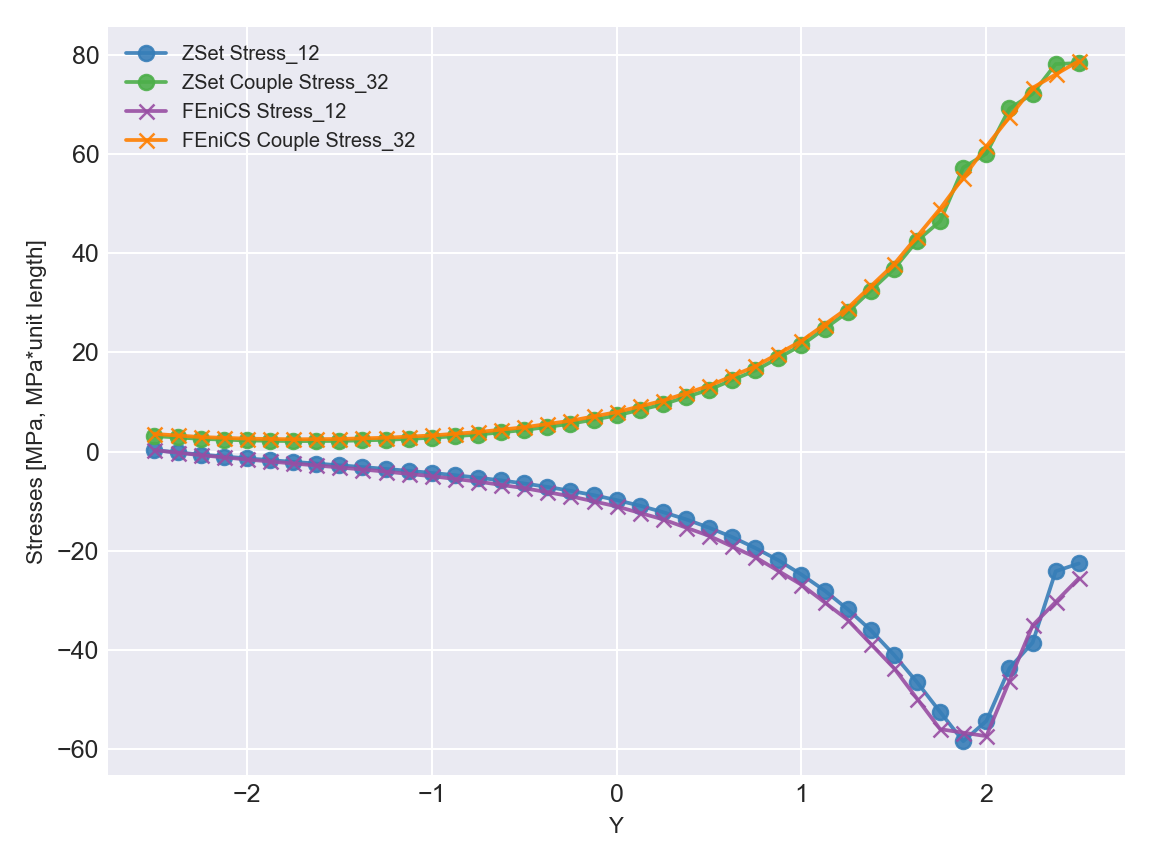 ZSet Stress_12
ZSet Couple Stress_32
FEniCS Stress_12
FEniCS Couple Stress_32
Stresses [MPa, MPa*unit length]
80
60
40
20
0
−20
−40
−60
−2
−1
0
1
2
Y